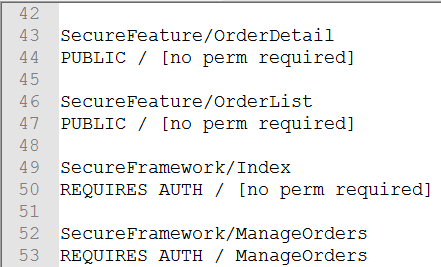 42
43 SecureFeature/OrderDetail
44 PUBLIC / [no perm required]
45
46 SecureFeature/OrderList
47 PUBLIC / [no perm required]
48
49 SecureFramework/Index
50 REQUIRES AUTH / [no perm required]
51
52 SecureFramework/ManageOrders
53 REQUIRES AUTH / ManageOrders